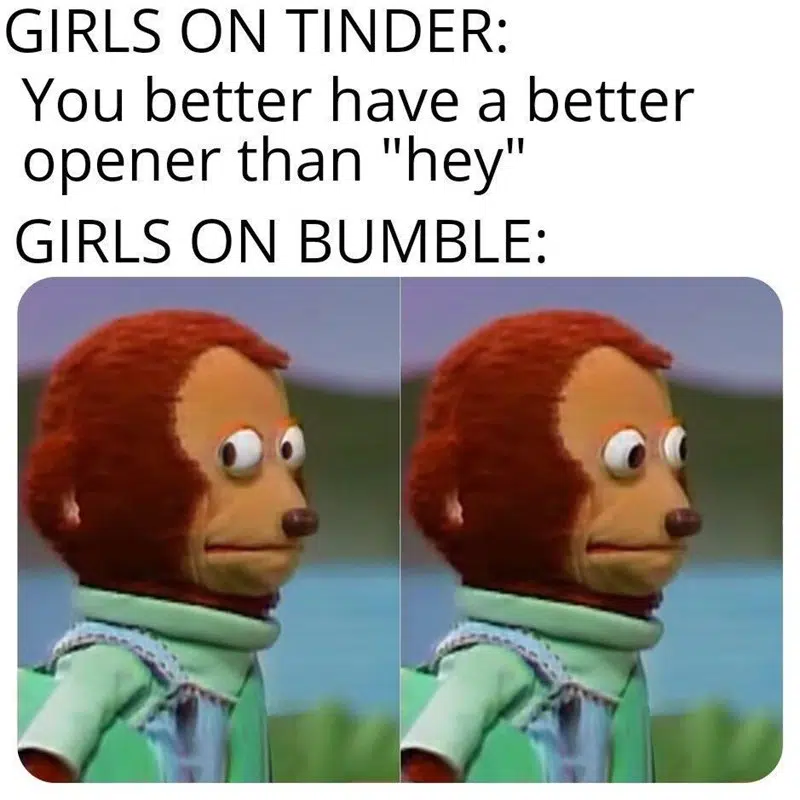 GIRLS ON TINDER:
You better have a better
opener than "hey"
GIRLS ON BUMBLE: